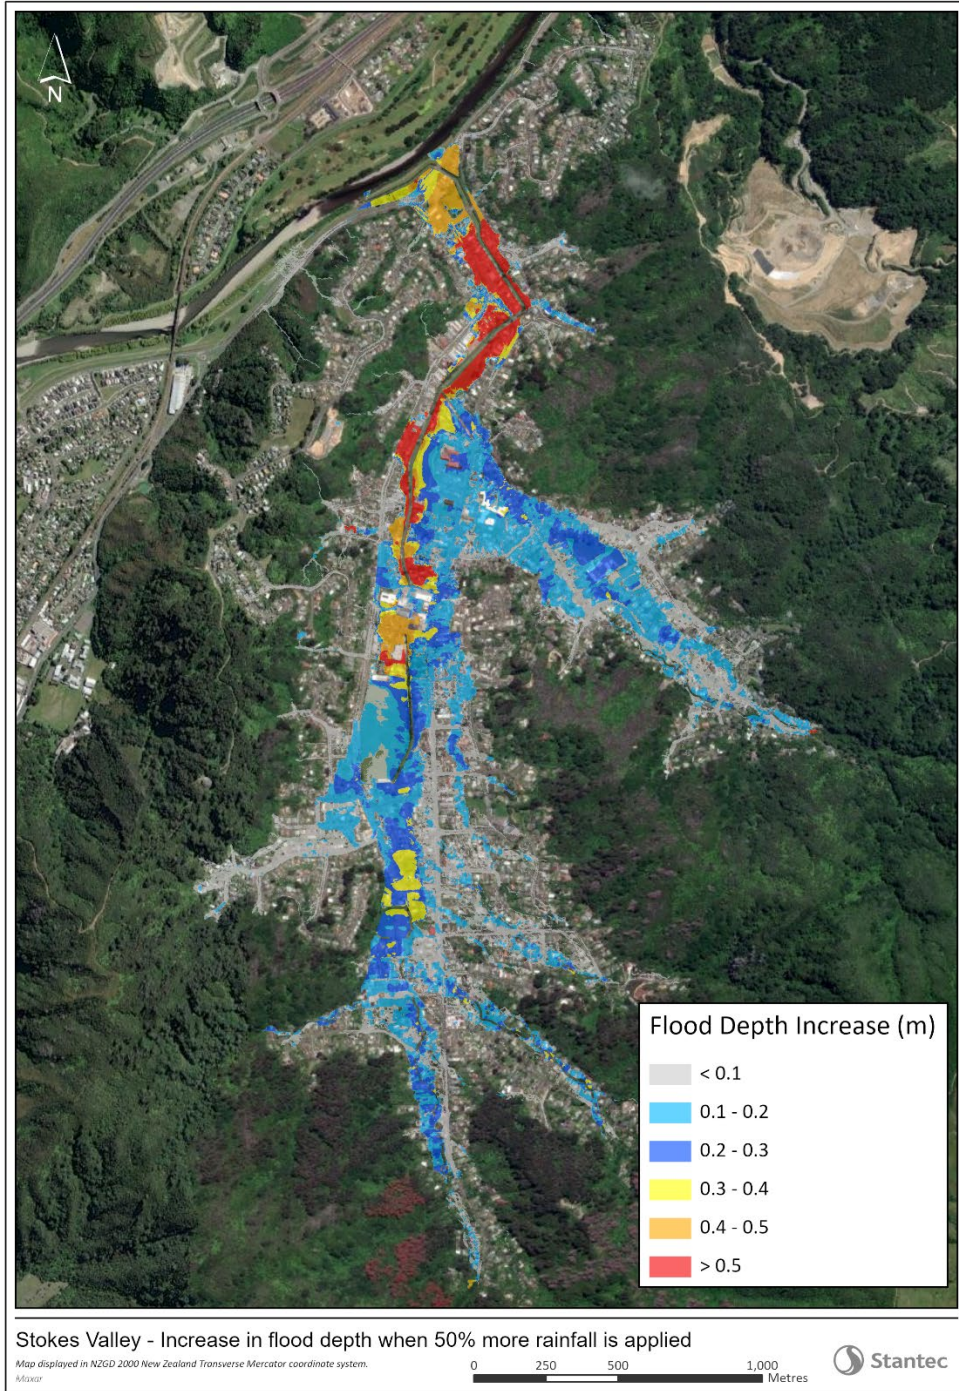 N
Flood Depth Increase (m)
< 0.1
0.1 - 0.2
0.2 - 0.3
0.3 - 0.4
0.4 - 0.5
> 0.5
Stokes Valley - Increase in flood depth when 50% more rainfall is applied
Map displayed in NZGD 2000 New Zealand Transverse Mercator coordinate system.
Maxar
0 250 500 1,000
Metres
Stantec